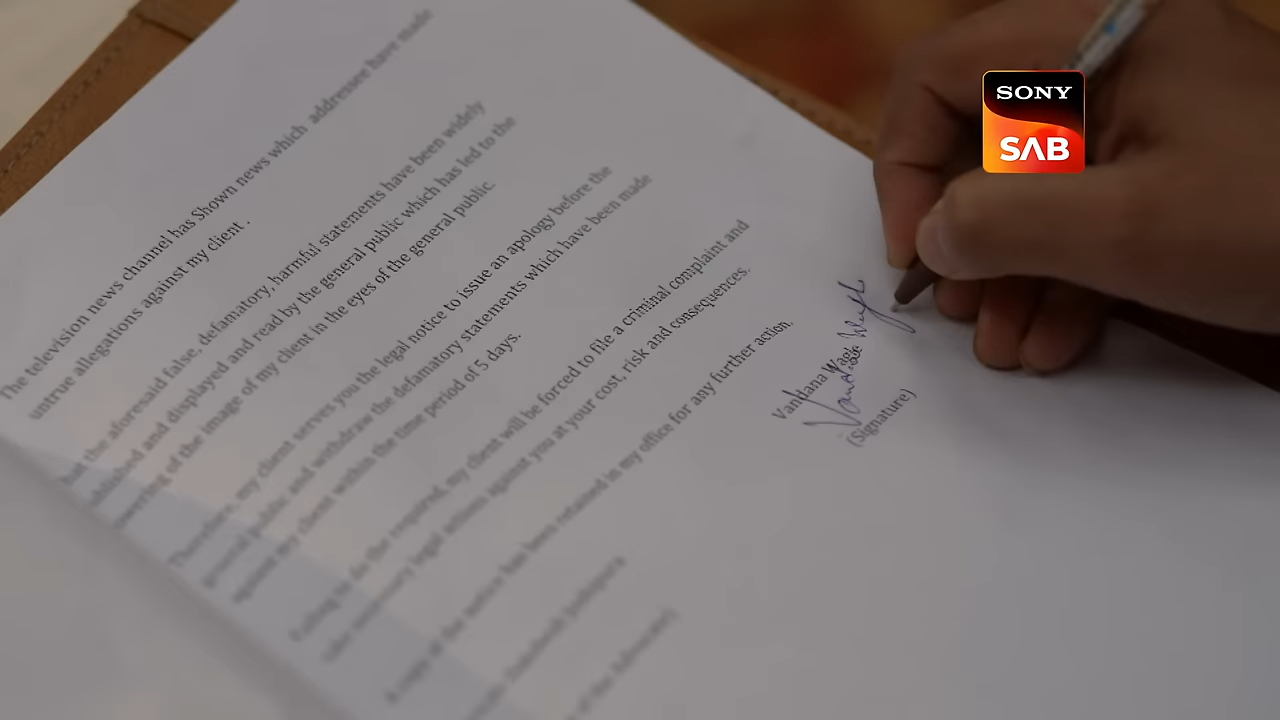 SONY
SAB
The television news channel has Shown news which addressee have made
untrue allegations against my client .
that the aforesaid false, defamatory, harmful statements have been widely
published and displayed and read by the general public which has led to the
lowering of the image of my client in the eyes of the general public.
Therefore, my client serves you the legal notice to issue an apology before the
general public and withdraw the defamatory statements which have been made
against my client within the time period of 5 days.
Failing to do the required, my client will be forced to file a criminal complaint and
take necessary legal actions against you at your cost, risk and consequences.
A copy of the notice has been retained in my office for any further action.
Vandana Wagle
Vandana Wagle
(Signature)
of the Advocate)